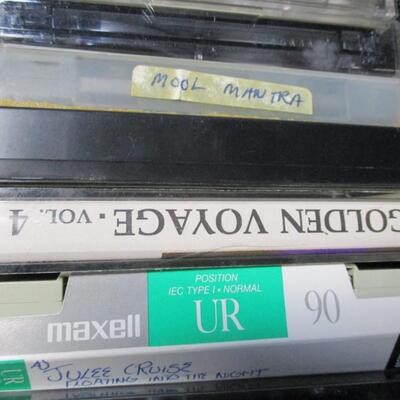 MOOL MANTRA
GOLDEN VOYAGE • VOL. 4
POSITION
IEC TYPE I • NORMAL
maxell UR 90
UR
A) JULEE CRUISE
FLOATING INTO THE NIGHT